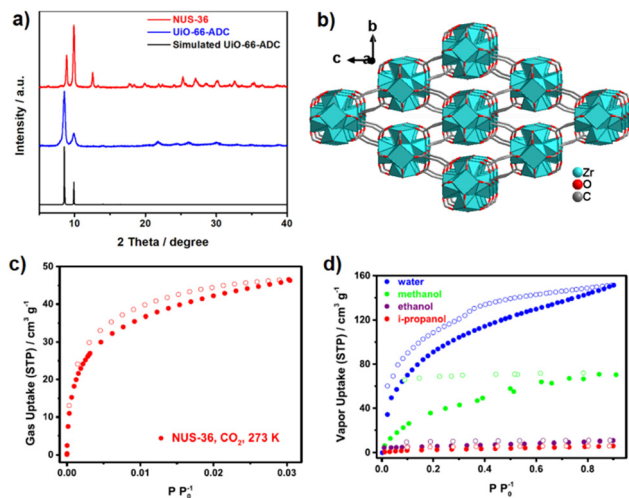 a)
NUS-36
UiO-66-ADC
Simulated UiO-66-ADC
Intensity / a.u.
10 20 30 40
2 Theta / degree
b)
b
c
a
Zr
O
C
c)
50
40
30
20
10
0
Gas Uptake (STP) / cm³ g⁻¹
NUS-36, CO₂, 273 K
0.00 0.01 0.02 0.03
P P₀⁻¹
d)
160
120
80
40
0
Vapor Uptake (STP) / cm³ g⁻¹
water
methanol
ethanol
i-propanol
0.0 0.2 0.4 0.6 0.8
P P₀⁻¹